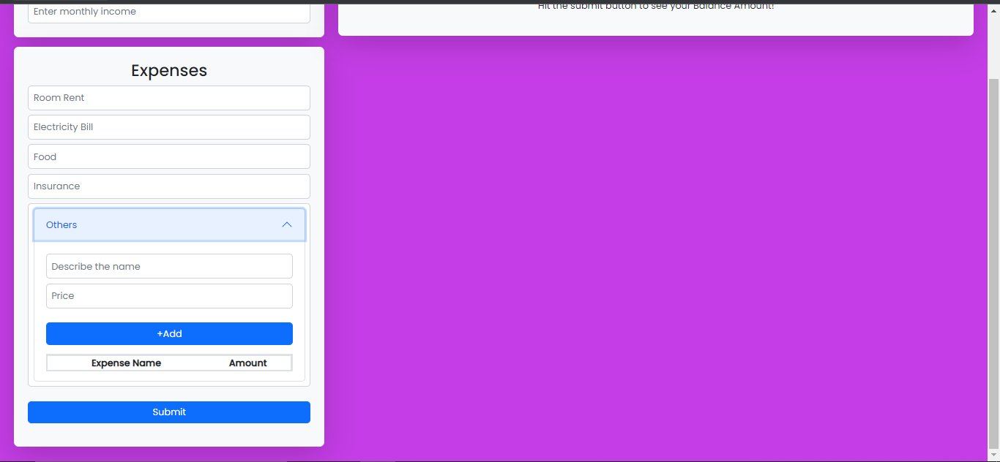 Enter monthly income
Hit the submit button to see your Balance Amount!
Expenses
Room Rent
Electricity Bill
Food
Insurance
Others
Describe the name
Price
+Add
Expense Name Amount
Submit